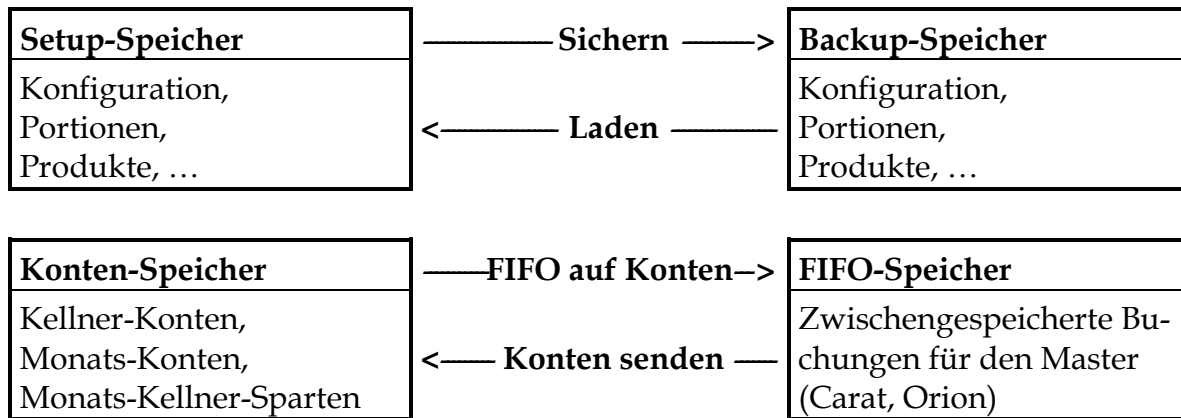 Setup-Speicher
Sichern
Backup-Speicher
Konfiguration,
Portionen,
Produkte, …
Laden
Konfiguration,
Portionen,
Produkte, …
Konten-Speicher
FIFO auf Konten
FIFO-Speicher
Kellner-Konten,
Monats-Konten,
Monats-Kellner-Sparten
Konten senden
Zwischengespeicherte Bu-
chungen für den Master
(Carat, Orion)